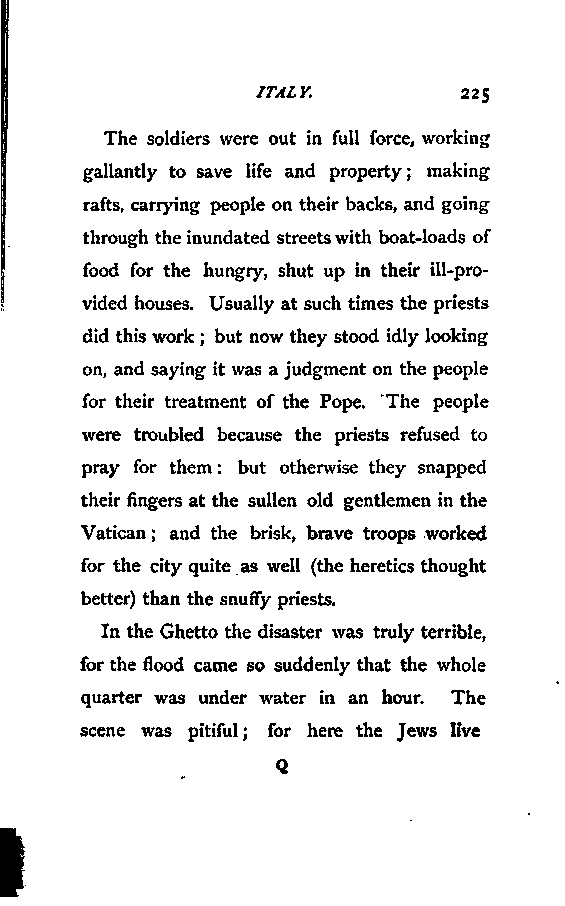 ITALY. 225
The soldiers were out in full force, working
gallantly to save life and property; making
rafts, carrying people on their backs, and going
through the inundated streets with boat-loads of
food for the hungry, shut up in their ill-pro-
vided houses. Usually at such times the priests
did this work; but now they stood idly looking
on, and saying it was a judgment on the people
for their treatment of the Pope. The people
were troubled because the priests refused to
pray for them: but otherwise they snapped
their fingers at the sullen old gentlemen in the
Vatican; and the brisk, brave troops worked
for the city quite as well (the heretics thought
better) than the snuffy priests.
In the Ghetto the disaster was truly terrible,
for the flood came so suddenly that the whole
quarter was under water in an hour. The
scene was pitiful; for here the Jews live
Q